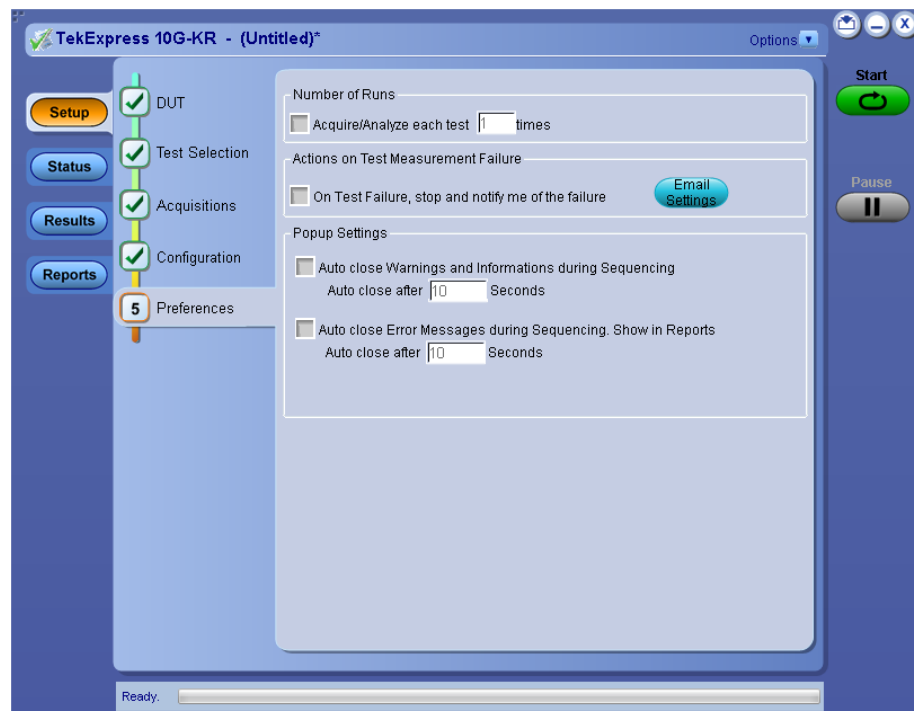 TekExpress 10G-KR - (Untitled)*
Options
Start
Pause
Setup
Status
Results
Reports
DUT
Test Selection
Acquisitions
Configuration
5 Preferences
Number of Runs
Acquire/Analyze each test 1 times
Actions on Test Measurement Failure
On Test Failure, stop and notify me of the failure
Email
Settings
Popup Settings
Auto close Warnings and Informations during Sequencing
Auto close after 10 Seconds
Auto close Error Messages during Sequencing. Show in Reports
Auto close after 10 Seconds
Ready.